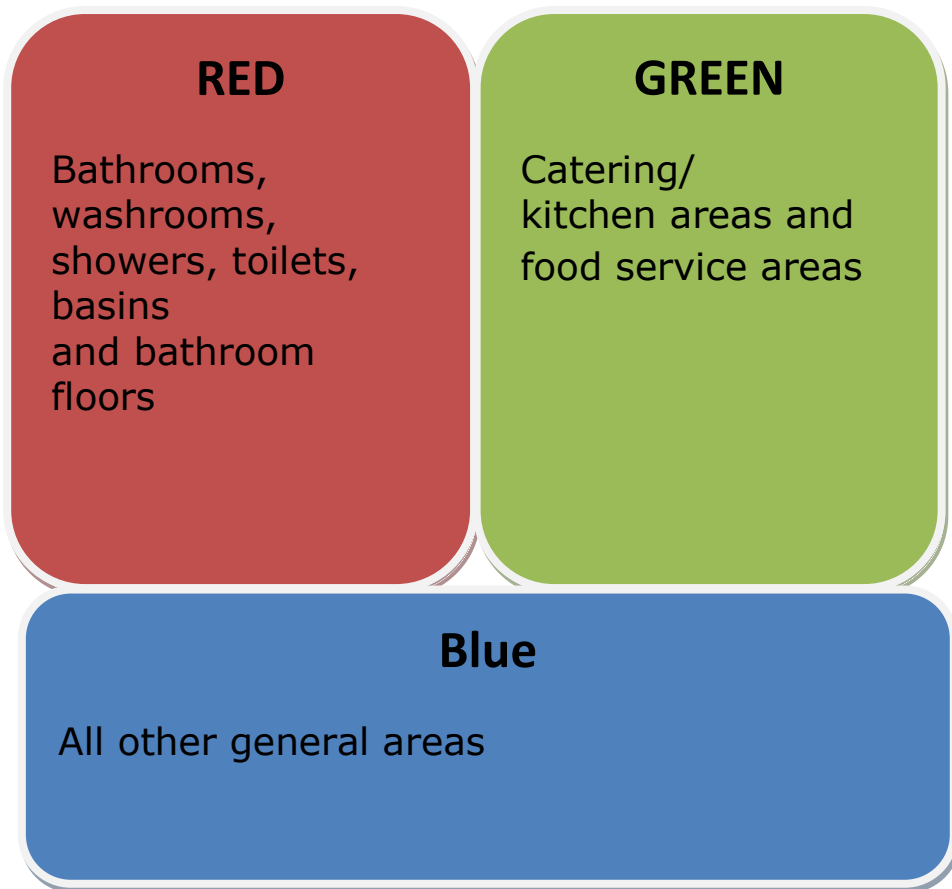 RED
Bathrooms,
washrooms,
showers, toilets,
basins
and bathroom
floors
GREEN
Catering/
kitchen areas and
food service areas
Blue
All other general areas